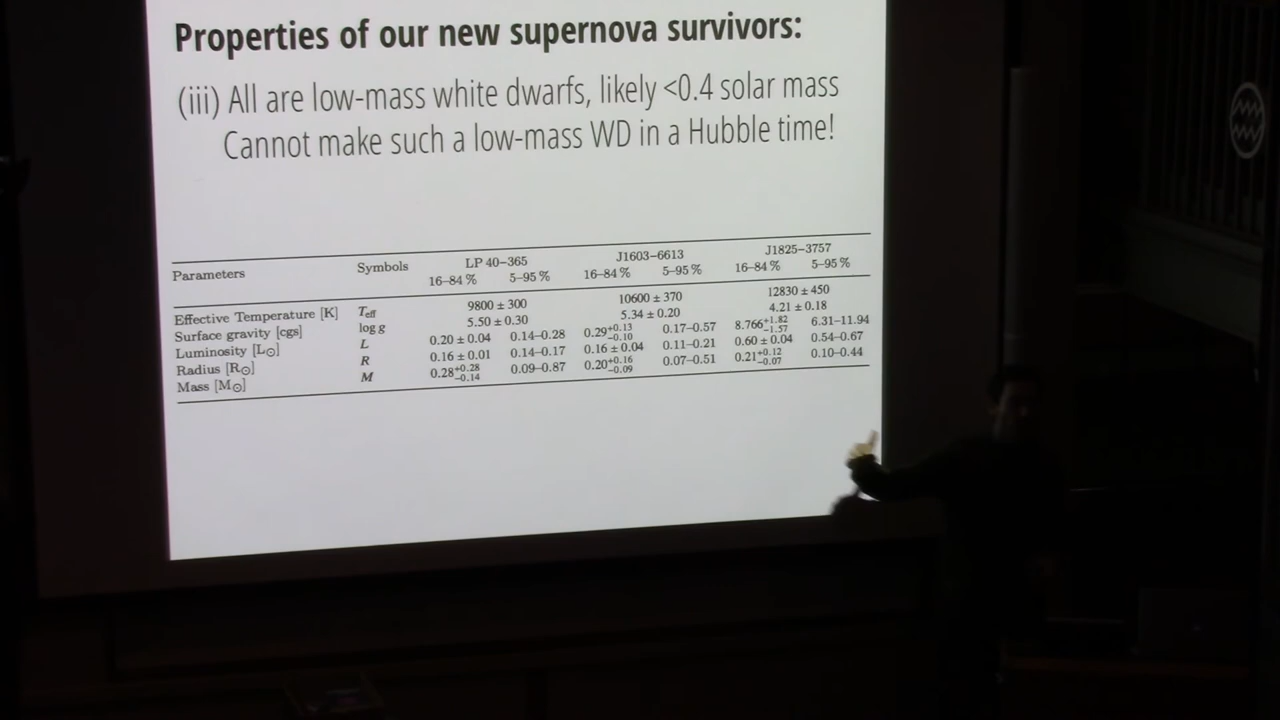 Properties of our new supernova survivors:
(iii) All are low-mass white dwarfs, likely <0.4 solar mass
Cannot make such a low-mass WD in a Hubble time!
Parameters Symbols LP 40–365 J1603–6613 J1825–3757
16–84 % 5–95 % 16–84 % 5–95 % 16–84 % 5–95 %
Effective Temperature [K] Teff 9800 ± 300 10600 ± 370 12830 ± 450
Surface gravity [cgs] log g 5.50 ± 0.30 5.34 ± 0.20 4.21 ± 0.18
Luminosity [L⊙] L 0.20 ± 0.04 0.14–0.28 0.29+0.13−0.10 0.17–0.57 8.766+1.82−1.57 6.31–11.94
Radius [R⊙] R 0.16 ± 0.01 0.14–0.17 0.16 ± 0.04 0.11–0.21 0.60 ± 0.04 0.54–0.67
Mass [M⊙] M 0.28+0.28−0.14 0.09–0.87 0.20+0.16−0.09 0.07–0.51 0.21+0.12−0.07 0.10–0.44